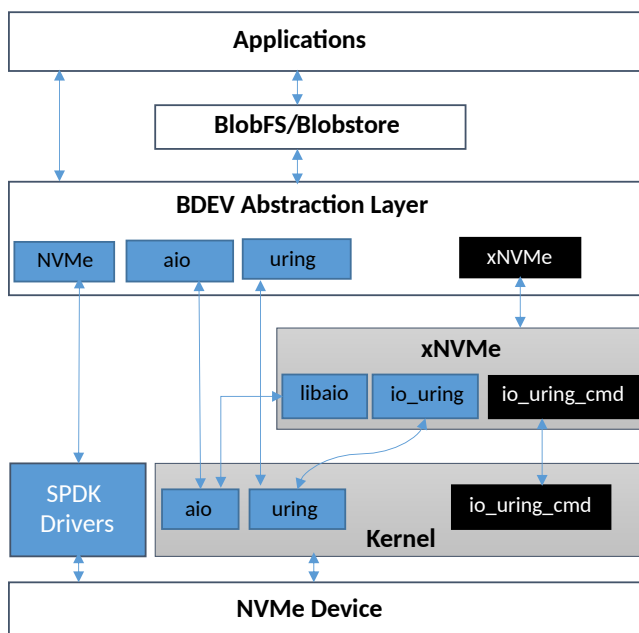 Applications
BlobFS/Blobstore
BDEV Abstraction Layer
NVMe
aio
uring
xNVMe
xNVMe
libaio
io_uring
io_uring_cmd
SPDK
Drivers
aio
uring
io_uring_cmd
Kernel
NVMe Device